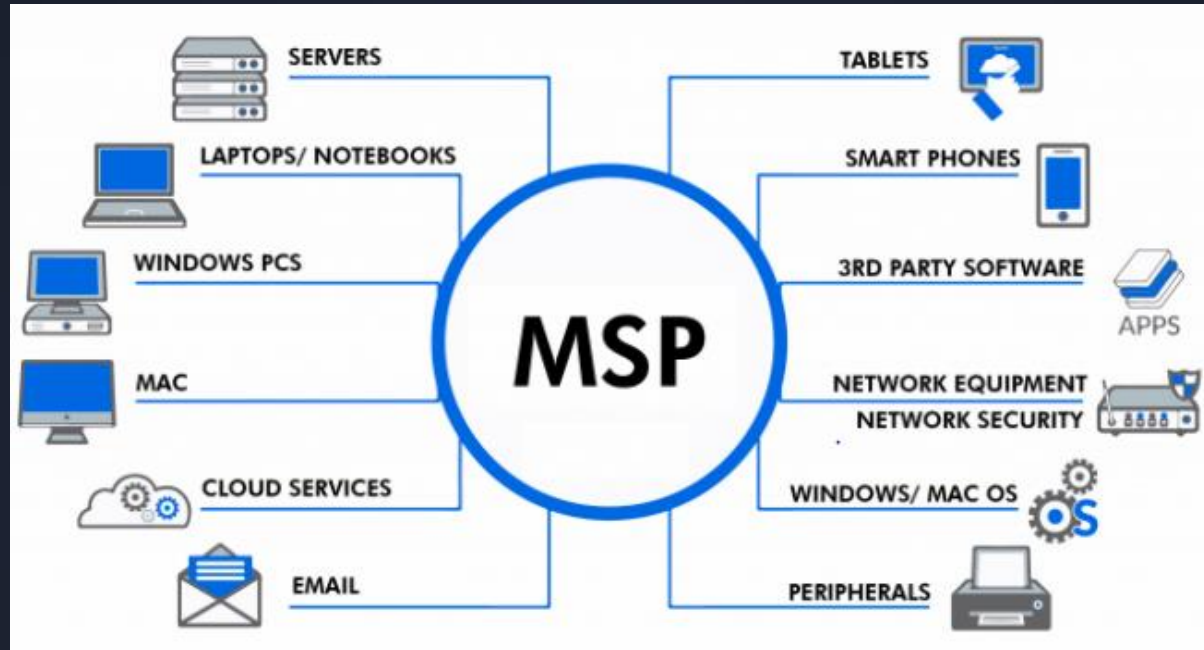 SERVERS
LAPTOPS/ NOTEBOOKS
WINDOWS PCS
MAC
CLOUD SERVICES
EMAIL
MSP
TABLETS
SMART PHONES
3RD PARTY SOFTWARE
APPS
NETWORK EQUIPMENT
NETWORK SECURITY
WINDOWS/ MAC OS
OS
PERIPHERALS